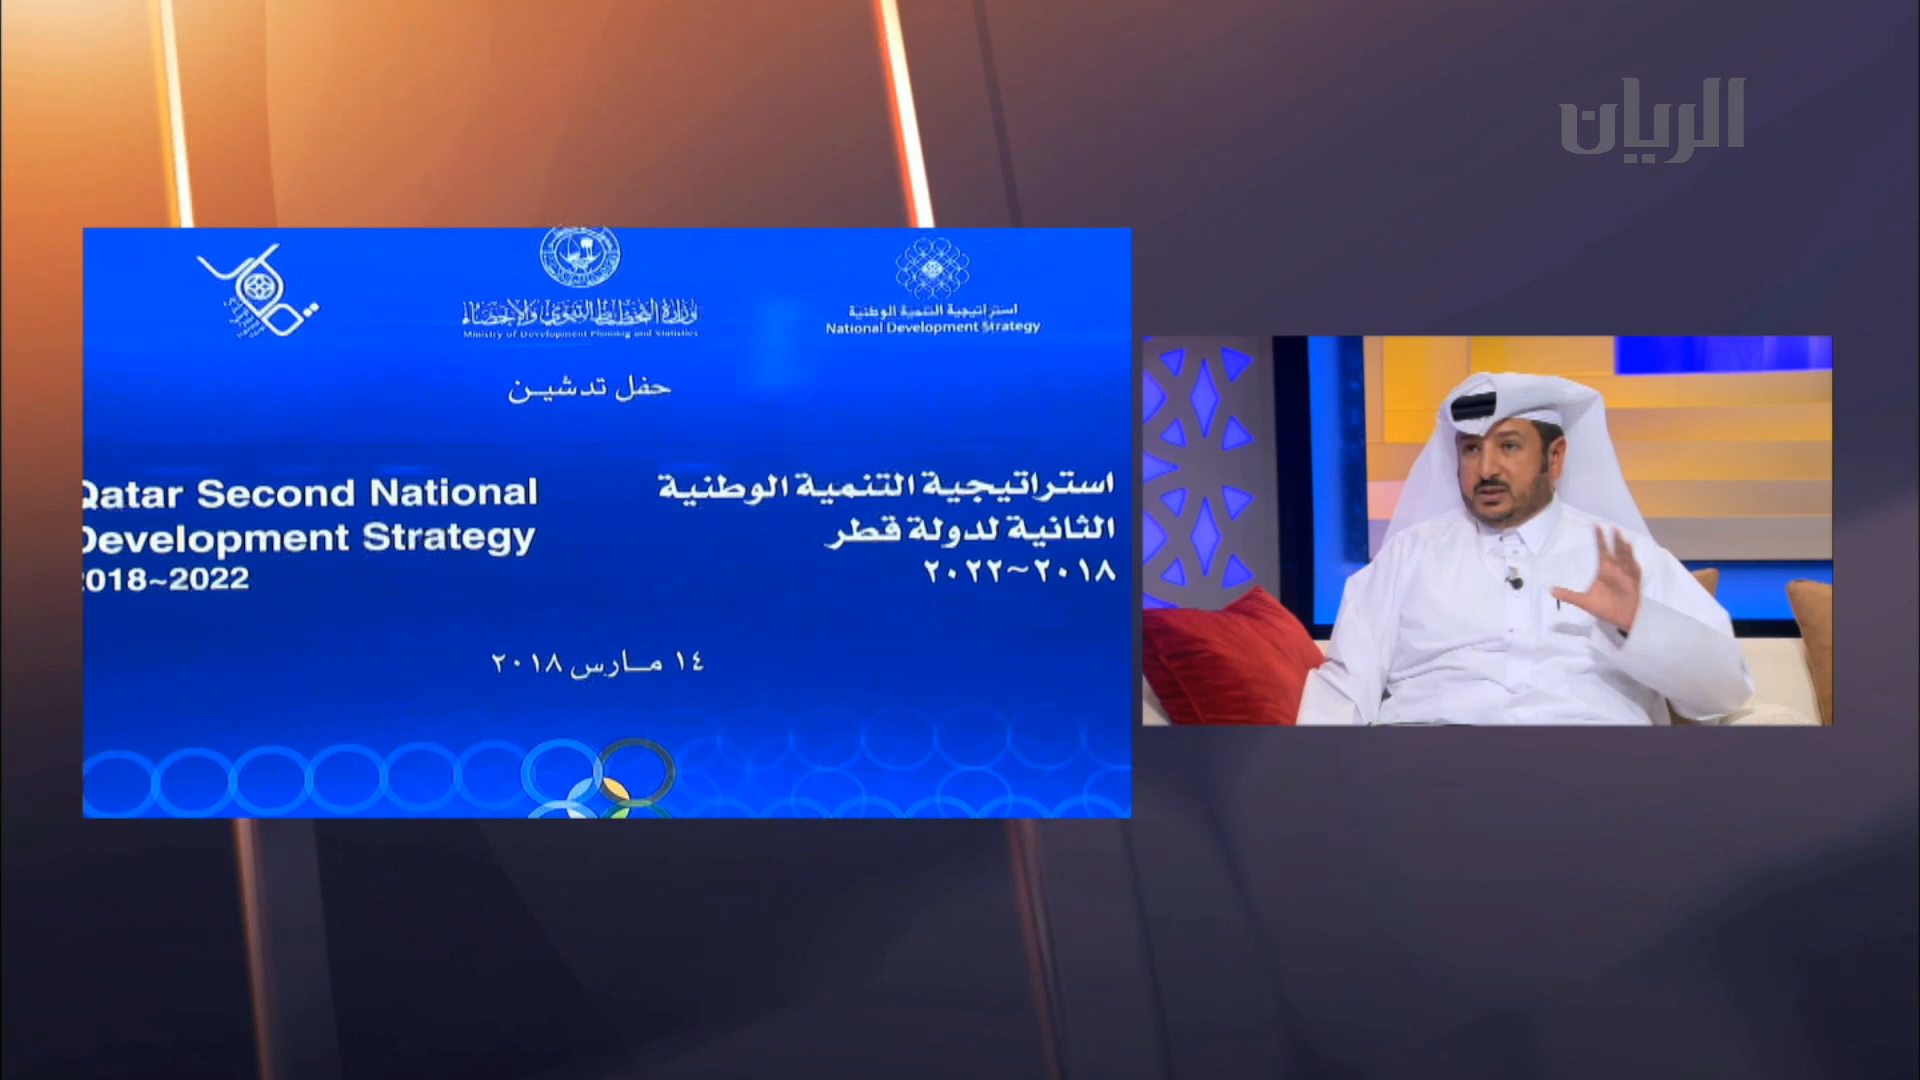 الريان
وزارة التخطيط التنموي والإحصاء
Ministry of Development Planning and Statistics
استراتيجية التنمية الوطنية
National Development Strategy
حفل تدشين
Qatar Second National
Development Strategy
2018~2022
استراتيجية التنمية الوطنية
الثانية لدولة قطر
٢٠١٨~٢٠٢٢
١٤ مارس ٢٠١٨